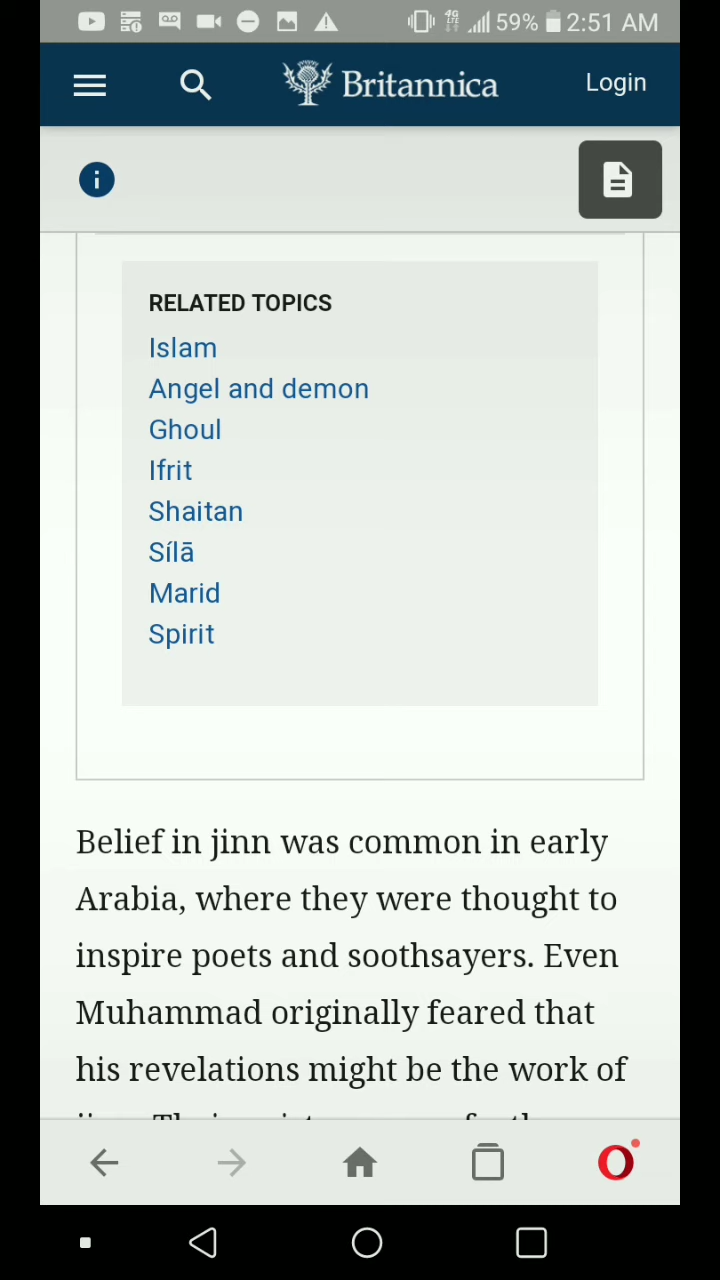 4G
LTE
59%
2:51 AM
Britannica
Login
RELATED TOPICS
Islam
Angel and demon
Ghoul
Ifrit
Shaitan
Sílā
Marid
Spirit
Belief in jinn was common in early
Arabia, where they were thought to
inspire poets and soothsayers. Even
Muhammad originally feared that
his revelations might be the work of